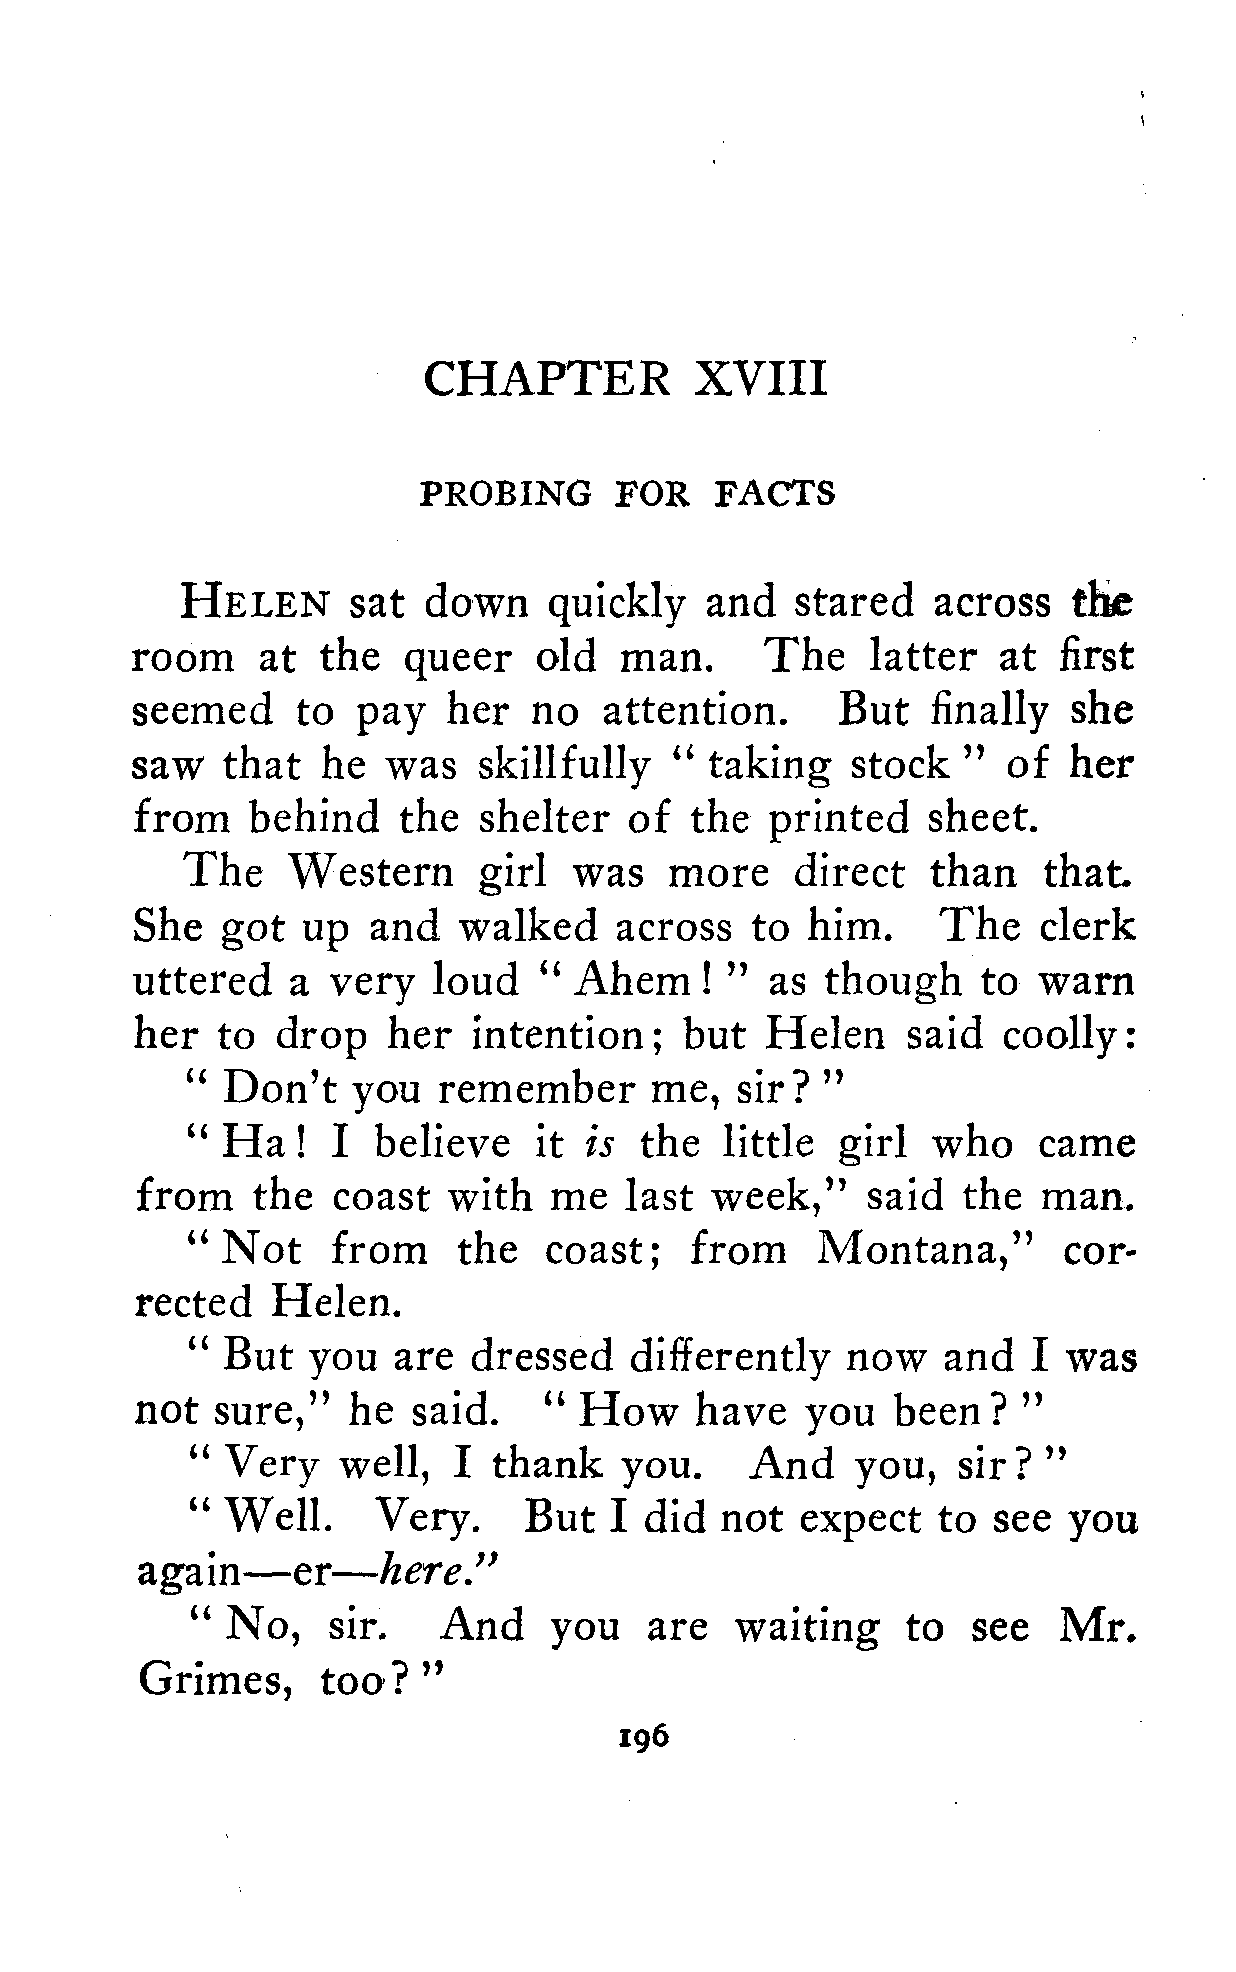 CHAPTER XVIII
PROBING FOR FACTS
HELEN sat down quickly and stared across the
room at the queer old man. The latter at first
seemed to pay her no attention. But finally she
saw that he was skillfully " taking stock " of her
from behind the shelter of the printed sheet.
The Western girl was more direct than that.
She got up and walked across to him. The clerk
uttered a very loud " Ahem! " as though to warn
her to drop her intention; but Helen said coolly:
" Don't you remember me, sir? "
" Ha! I believe it is the little girl who came
from the coast with me last week," said the man.
" Not from the coast; from Montana," cor-
rected Helen.
" But you are dressed differently now and I was
not sure," he said. " How have you been? "
" Very well, I thank you. And you, sir? "
" Well. Very. But I did not expect to see you
again—er—here."
" No, sir. And you are waiting to see Mr.
Grimes, too? "
196